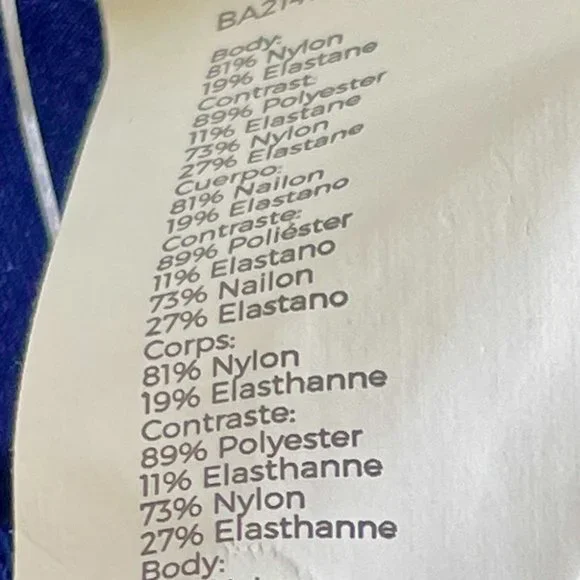 Body:
81% Nylon
19% Elastane
Contrast:
89% Polyester
11% Elastane
73% Nylon
27% Elastane
Cuerpo:
81% Nailon
19% Elastano
Contraste:
89% Poliéster
11% Elastano
73% Nailon
27% Elastano
Corps:
81% Nylon
19% Elasthanne
Contraste:
89% Polyester
11% Elasthanne
73% Nylon
27% Elasthanne
Body: